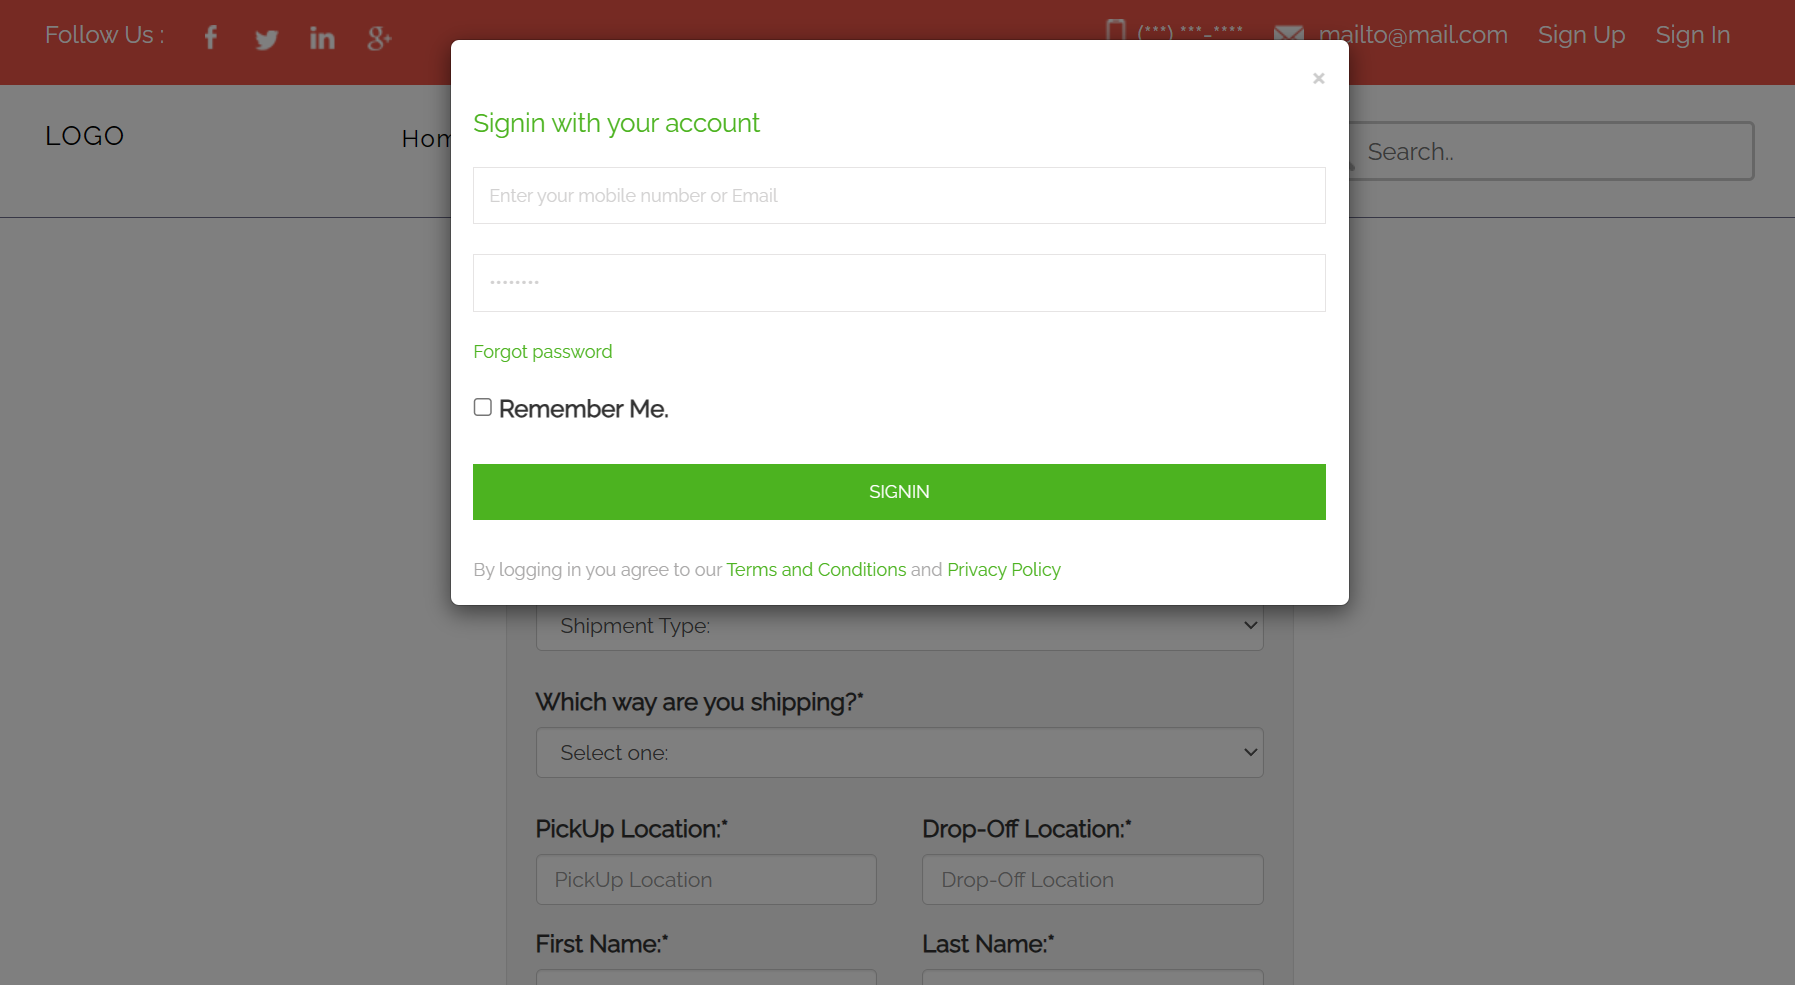 Follow Us :
(***) ***-****
mailto@mail.com
Sign Up
Sign In
LOGO
Search..
×
Signin with your account
Enter your mobile number or Email
********
Forgot password
Remember Me.
SIGNIN
By logging in you agree to our Terms and Conditions and Privacy Policy
Shipment Type:
Which way are you shipping?*
Select one:
PickUp Location:*
Drop-Off Location:*
PickUp Location
Drop-Off Location
First Name:*
Last Name:*